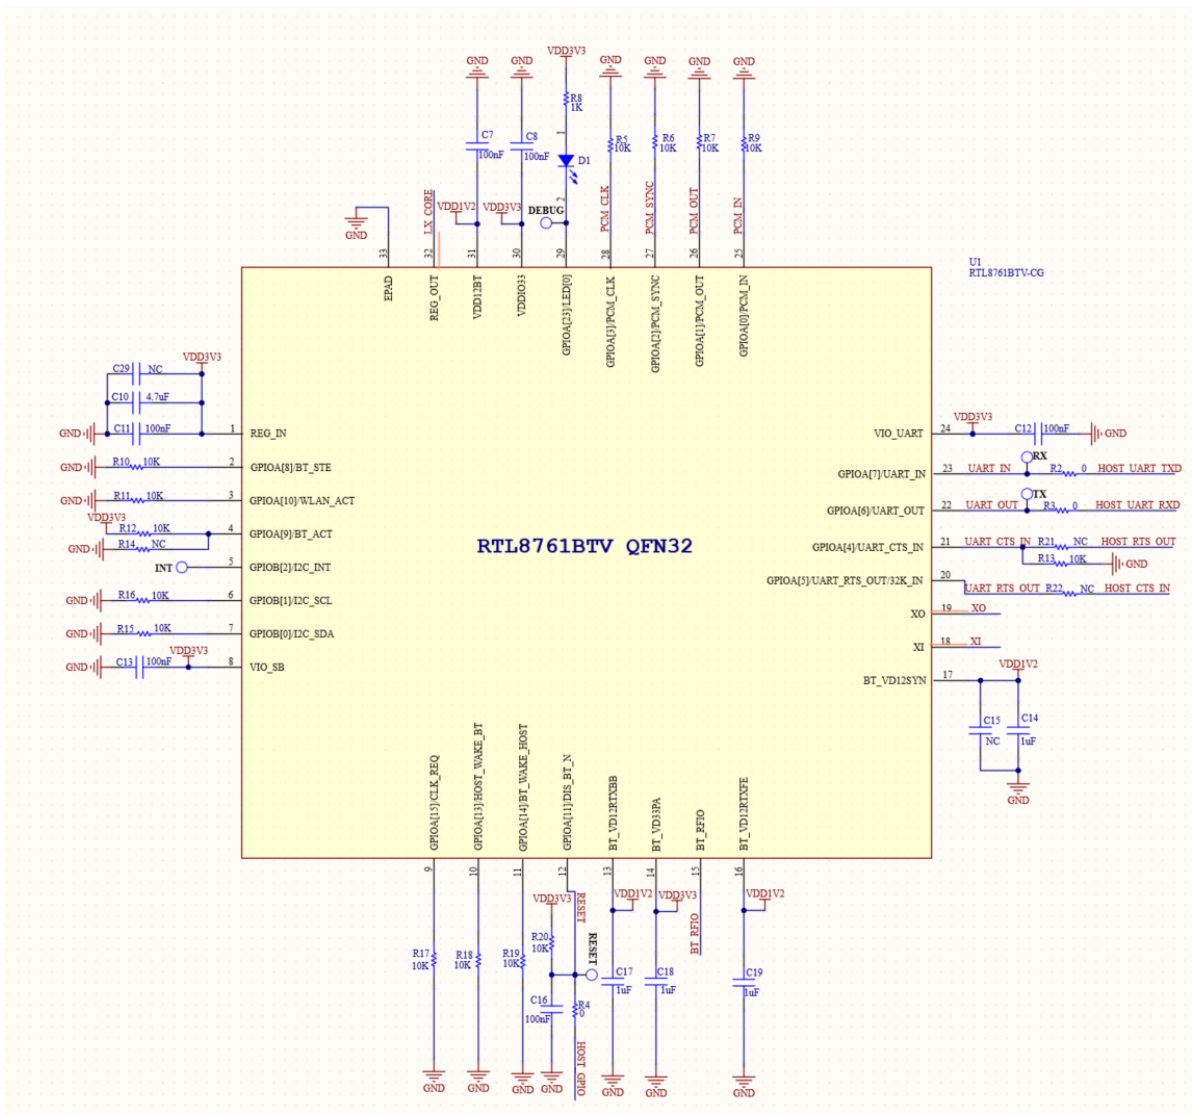 VDD3V3
GND
GND
GND
GND
GND
GND
R8
1K
C7
100nF
C8
100nF
1
D1
2
R5
10K
R6
10K
R7
10K
R9
10K
LX_CORE
VDD1V2
VDD3V3
DEBUG
PCM_CLK
PCM_SYNC
PCM_OUT
PCM_IN
GND
33
32
31
30
29
28
27
26
25
EPAD
REG_OUT
VDD12BT
VDDIO33
GPIOA[23]/LED[0]
GPIOA[3]/PCM_CLK
GPIOA[2]/PCM_SYNC
GPIOA[1]/PCM_OUT
GPIOA[0]/PCM_IN
U1
RTL8761BTV-CG
VDD3V3
C29 NC
C10 4.7uF
GND C11 100nF 1 REG_IN
GND R10 10K 2 GPIOA[8]/BT_STE
GND R11 10K 3 GPIOA[10]/WLAN_ACT
VDD3V3
R12 10K 4 GPIOA[9]/BT_ACT
GND R14 NC
INT 5 GPIOB[2]/I2C_INT
GND R16 10K 6 GPIOB[1]/I2C_SCL
GND R15 10K 7 GPIOB[0]/I2C_SDA
VDD3V3
GND C13 100nF 8 VIO_SB
RTL8761BTV QFN32
VDD3V3
VIO_UART 24 C12 100nF GND
RX
GPIOA[7]/UART_IN 23 UART_IN R2 0 HOST_UART_TXD
TX
GPIOA[6]/UART_OUT 22 UART_OUT R3 0 HOST_UART_RXD
GPIOA[4]/UART_CTS_IN 21 UART_CTS_IN R21 NC HOST_RTS_OUT
R13 10K GND
GPIOA[5]/UART_RTS_OUT/32K_IN 20 UART_RTS_OUT R22 NC HOST_CTS_IN
XO 19 XO
XI 18 XI
VDD1V2
BT_VD12SYN 17
C15
NC
C14
1uF
GND
GPIOA[15]/CLK_REQ
GPIOA[13]/HOST_WAKE_BT
GPIOA[14]/BT_WAKE_HOST
GPIOA[11]/DIS_BT_N
BT_VD12RTXBB
BT_VD33PA
BT_RFIO
BT_VD12RTXFE
9
10
11
12
13
14
15
16
VDD3V3
RESET
VDD1V2
VDD3V3
VDD1V2
R17
10K
R18
10K
R19
10K
R20
10K
RESET
BT_RFIO
C16
100nF
R4
0
C17
1uF
C18
1uF
C19
1uF
HOST_GPIO
GND
GND
GND
GND
GND
GND
GND